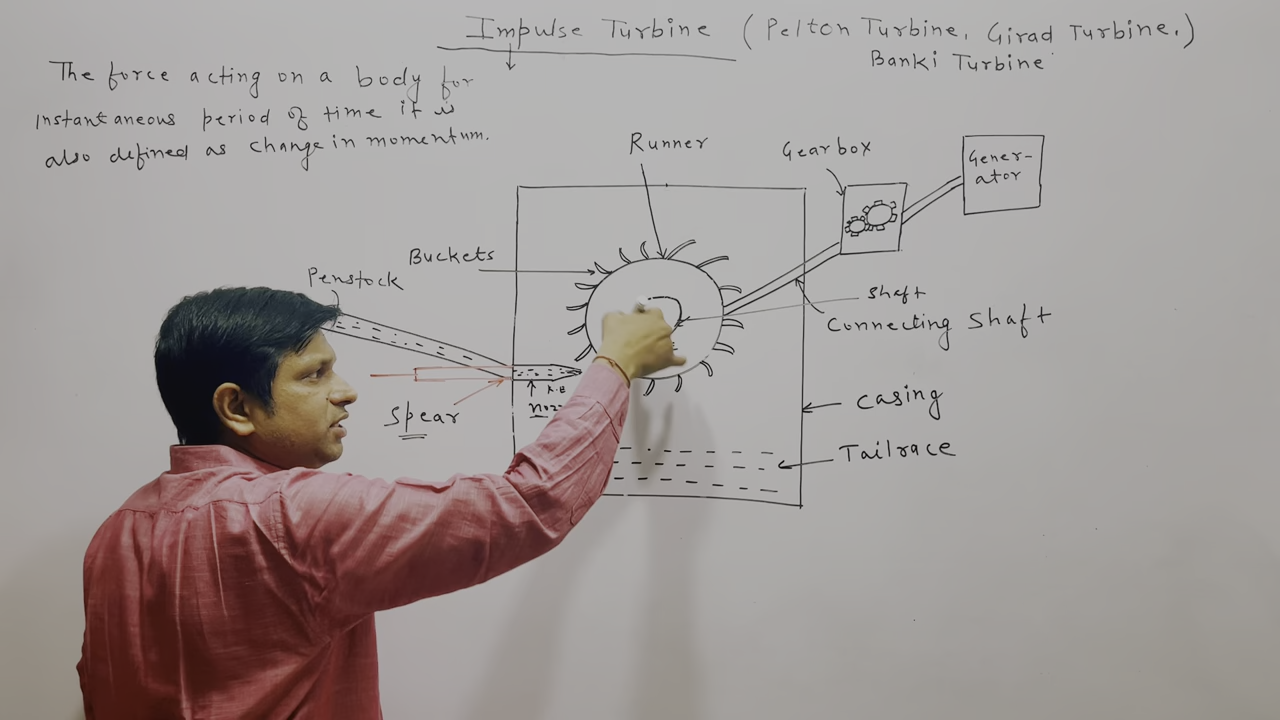 Impulse Turbine (Pelton Turbine, Girad Turbine.)
Banki Turbine
The force acting on a body for
instantaneous period of time it is
also defined as change in momentum.
Runner
Gearbox
Gener-
ator
Buckets
Penstock
Shaft
Connecting Shaft
K.E
Spear
Casing
Tailrace